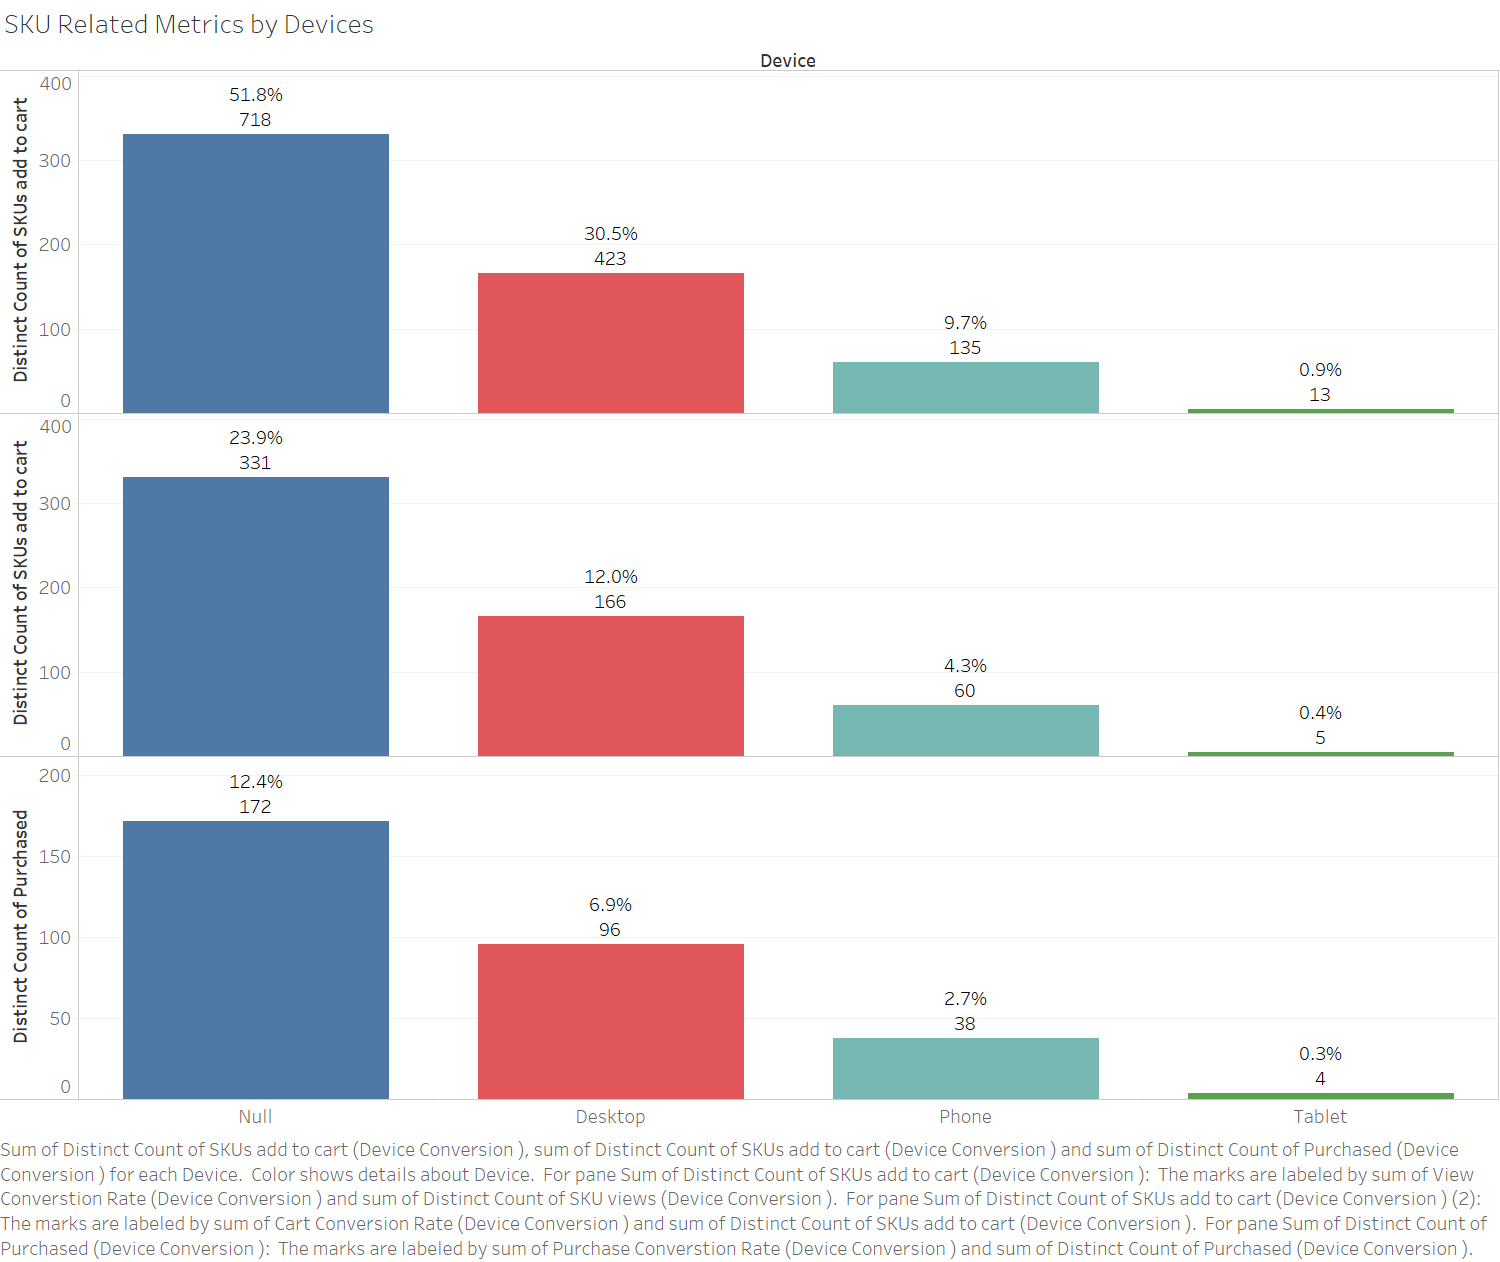 SKU Related Metrics by Devices
Device
Distinct Count of SKUs add to cart
400
300
200
100
0
51.8%
718
30.5%
423
9.7%
135
0.9%
13
Distinct Count of SKUs add to cart
400
300
200
100
0
23.9%
331
12.0%
166
4.3%
60
0.4%
5
Distinct Count of Purchased
200
150
100
50
0
12.4%
172
6.9%
96
2.7%
38
0.3%
4
Null
Desktop
Phone
Tablet
Sum of Distinct Count of SKUs add to cart (Device Conversion ), sum of Distinct Count of SKUs add to cart (Device Conversion ) and sum of Distinct Count of Purchased (Device
Conversion ) for each Device.  Color shows details about Device.  For pane Sum of Distinct Count of SKUs add to cart (Device Conversion ):  The marks are labeled by sum of View
Converstion Rate (Device Conversion ) and sum of Distinct Count of SKU views (Device Conversion ).  For pane Sum of Distinct Count of SKUs add to cart (Device Conversion ) (2):
The marks are labeled by sum of Cart Conversion Rate (Device Conversion ) and sum of Distinct Count of SKUs add to cart (Device Conversion ).  For pane Sum of Distinct Count of
Purchased (Device Conversion ):  The marks are labeled by sum of Purchase Converstion Rate (Device Conversion ) and sum of Distinct Count of Purchased (Device Conversion ).